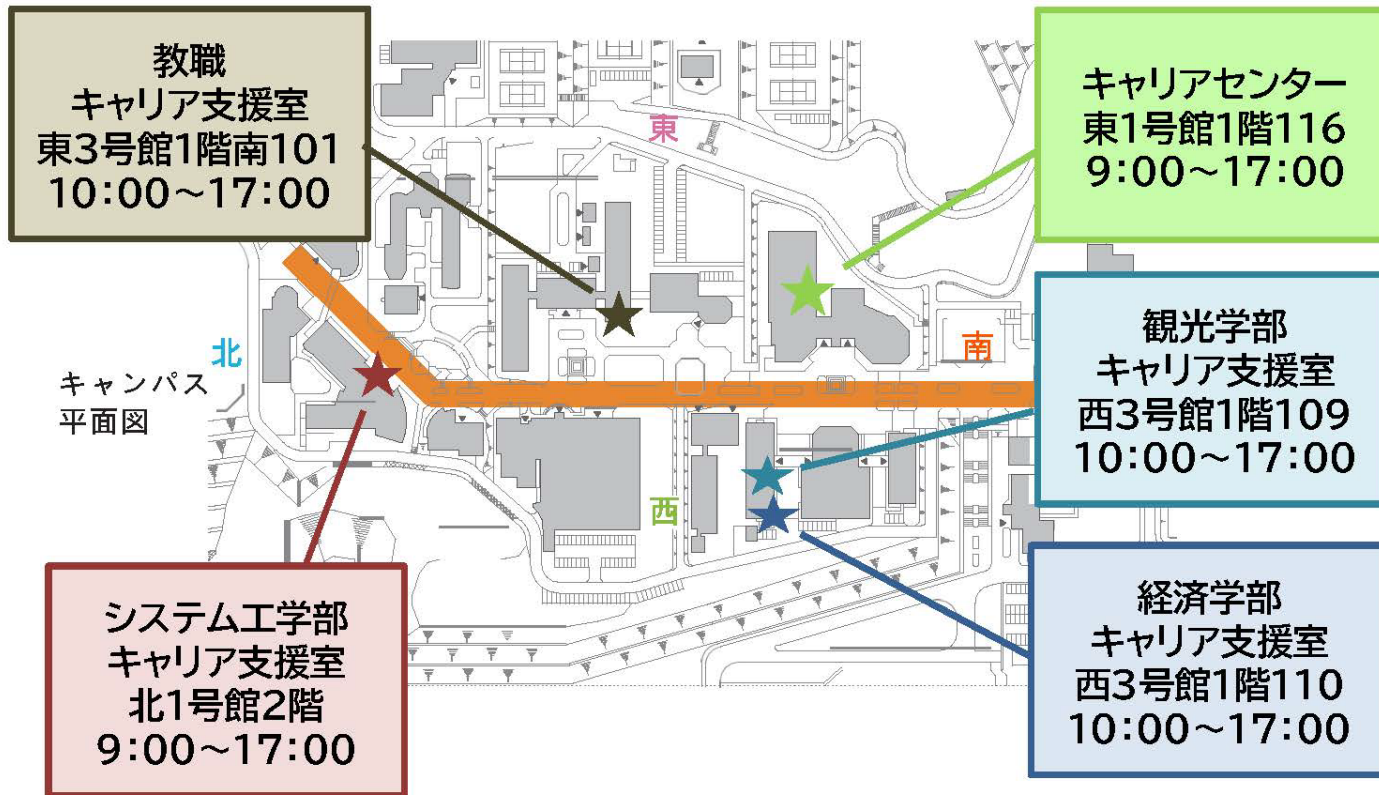 教職
キャリア支援室
東3号館1階南101
10:00～17:00
キャリアセンター
東1号館1階116
9:00～17:00
東
北
南
西
キャンパス
平面図
観光学部
キャリア支援室
西3号館1階109
10:00～17:00
システム工学部
キャリア支援室
北1号館2階
9:00～17:00
経済学部
キャリア支援室
西3号館1階110
10:00～17:00